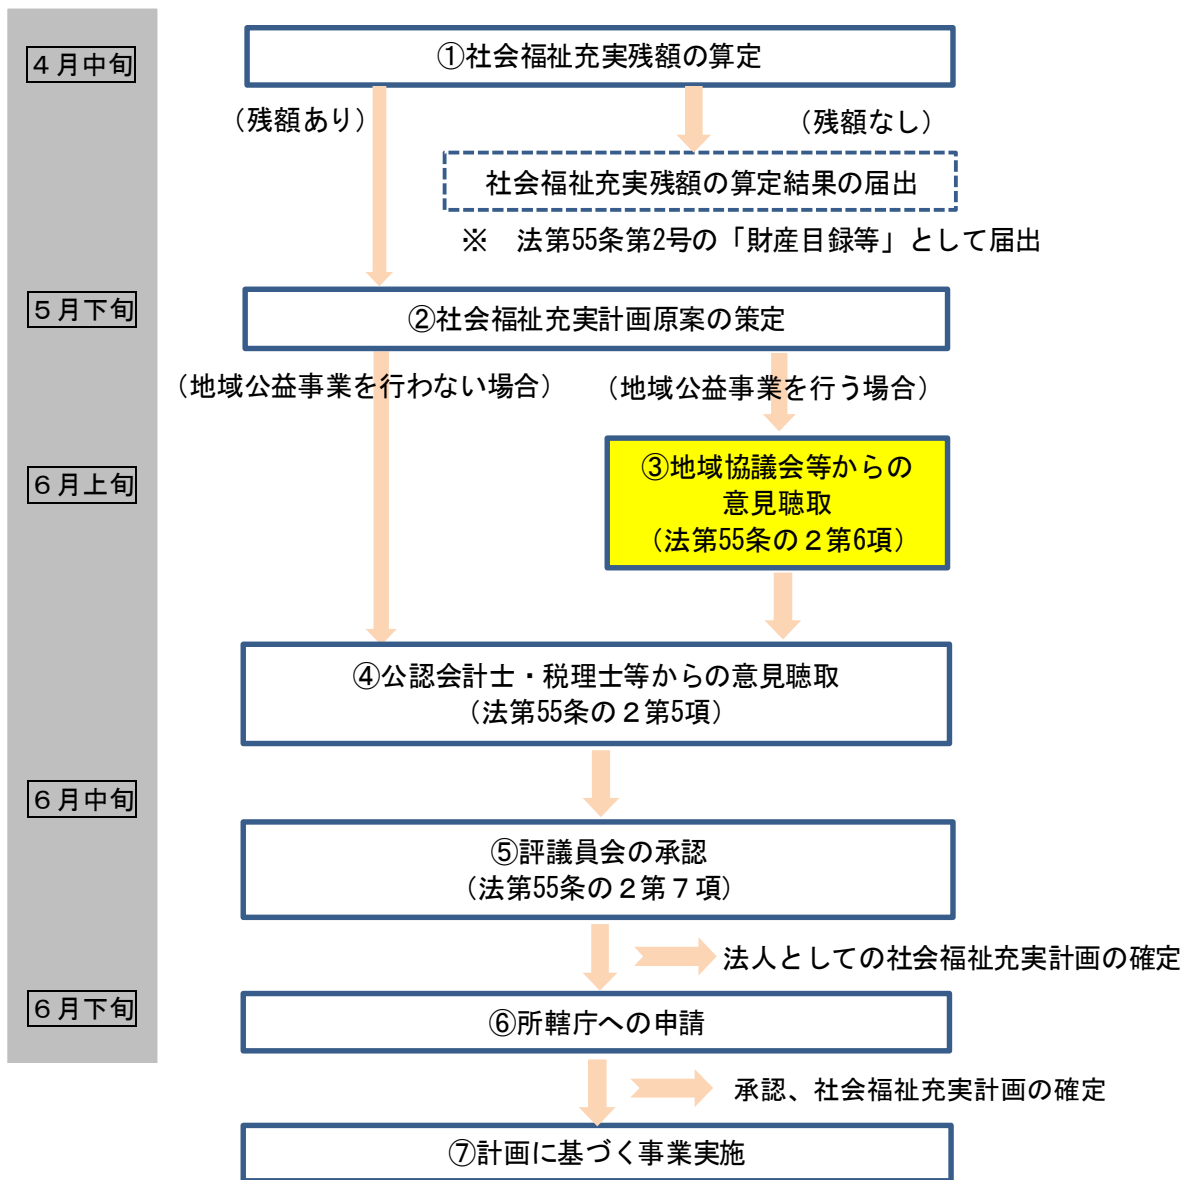 ４月中旬
①社会福祉充実残額の算定
（残額あり）
（残額なし）
社会福祉充実残額の算定結果の届出
※　法第55条第2号の「財産目録等」として届出
５月下旬
②社会福祉充実計画原案の策定
（地域公益事業を行わない場合）
（地域公益事業を行う場合）
６月上旬
③地域協議会等からの
意見聴取
（法第55条の２第6項）
④公認会計士・税理士等からの意見聴取
（法第55条の２第5項）
６月中旬
⑤評議員会の承認
（法第55条の２第７項）
法人としての社会福祉充実計画の確定
６月下旬
⑥所轄庁への申請
承認、社会福祉充実計画の確定
⑦計画に基づく事業実施